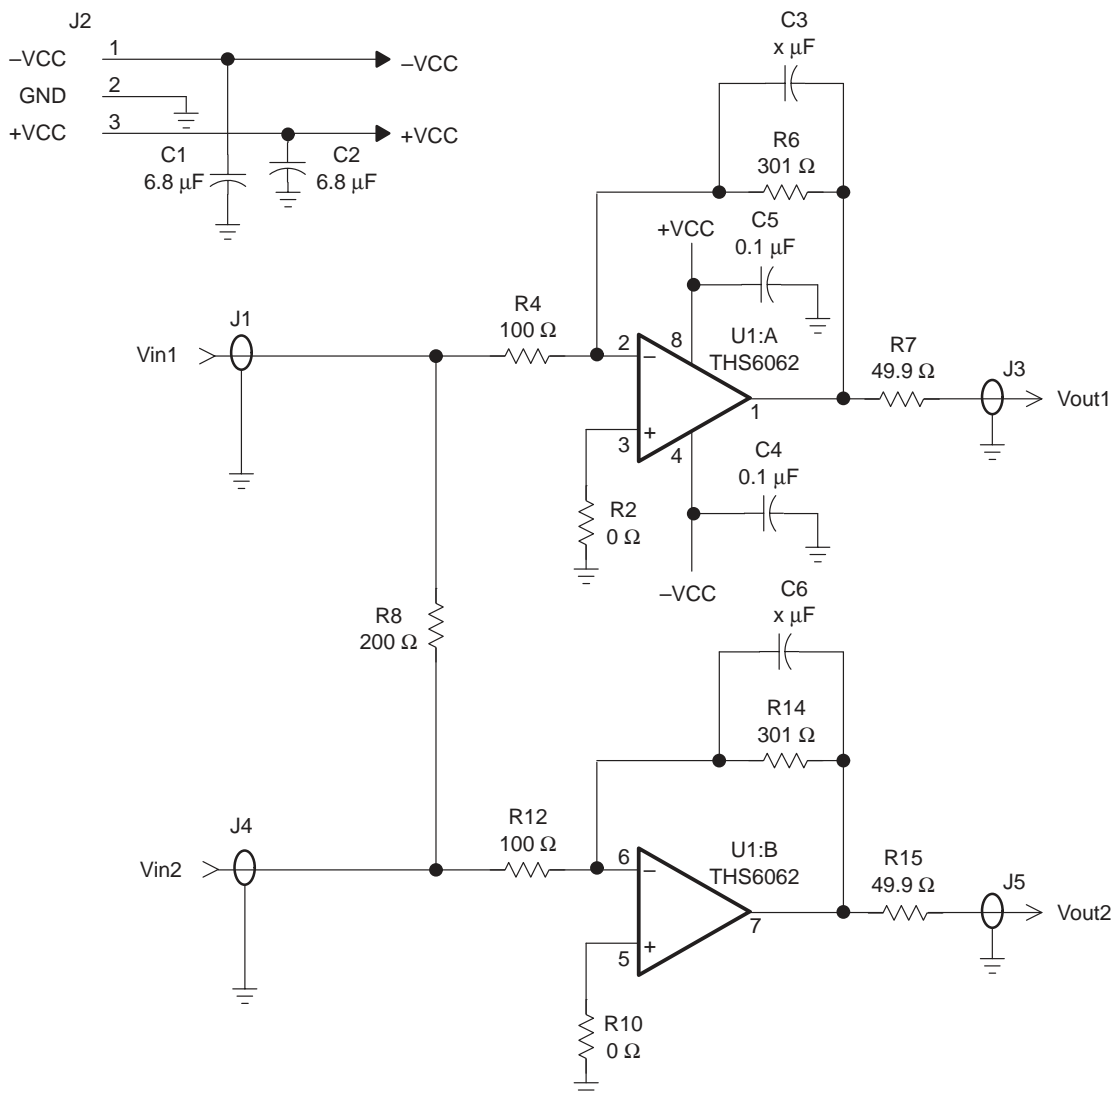 J2
–VCC
1
–VCC
GND
2
+VCC
3
+VCC
C1
6.8 μF
C2
6.8 μF
C3
x μF
R6
301 Ω
+VCC
C5
0.1 μF
Vin1
J1
R4
100 Ω
2
–
8
U1:A
THS6062
3
+
4
1
R7
49.9 Ω
J3
Vout1
C4
0.1 μF
R2
0 Ω
–VCC
R8
200 Ω
C6
x μF
R14
301 Ω
Vin2
J4
R12
100 Ω
6
–
U1:B
THS6062
5
+
7
R15
49.9 Ω
J5
Vout2
R10
0 Ω